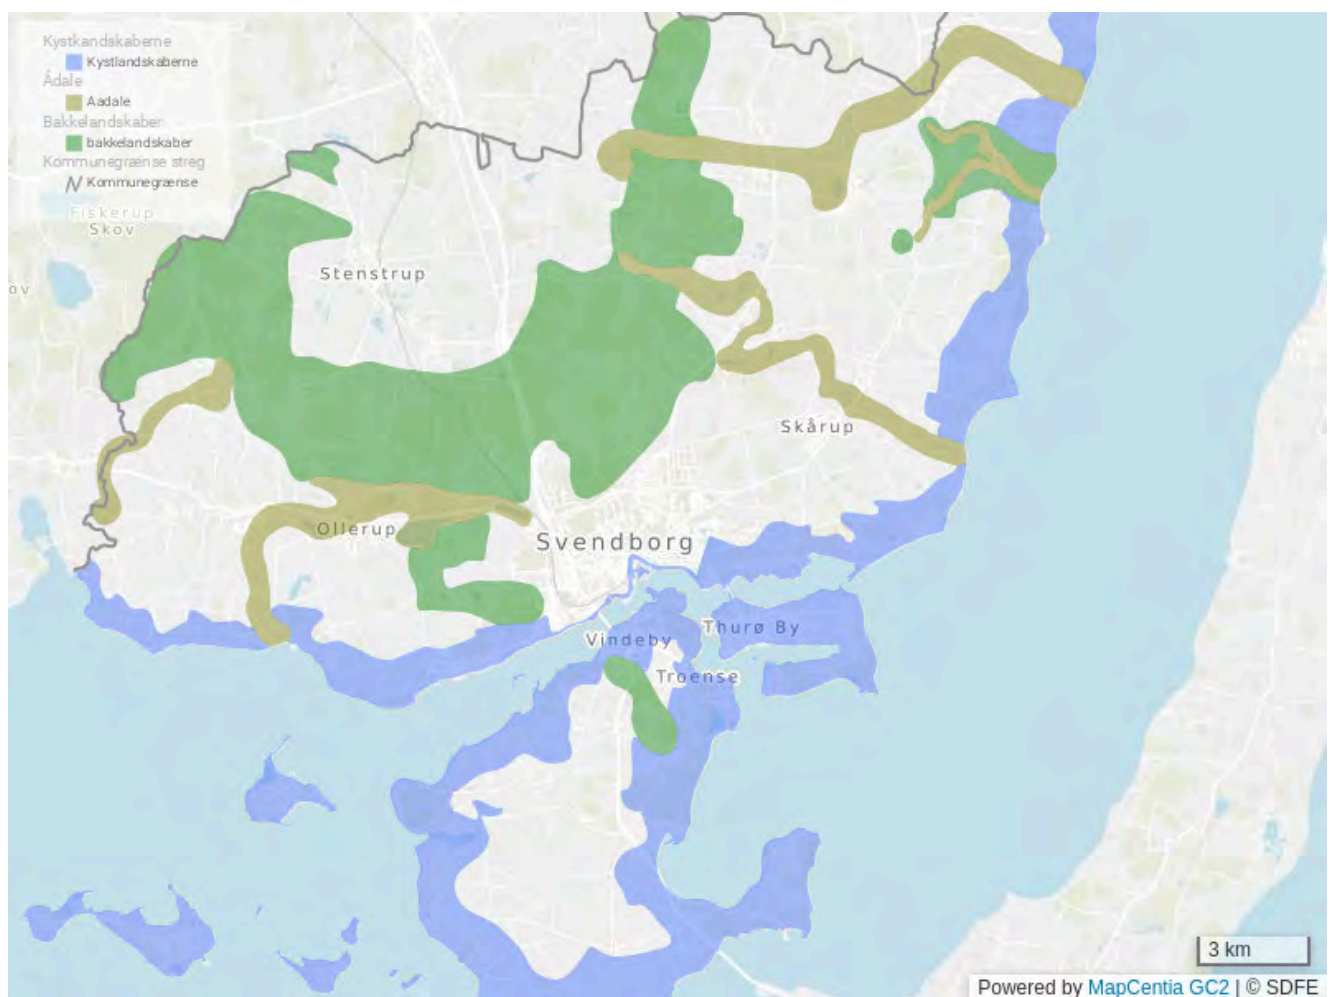 Kystkandskaberne
Kystlandskaberne
Ådale
Aadale
Bakkelandskaber
bakkelandskaber
Kommunegrænse streg
Kommunegrænse
Fiskerup
Skov
ov
Stenstrup
Skårup
Ollerup
Svendborg
Vindeby
Thurø By
Troense
3 km
Powered by MapCentia GC2 | © SDFE